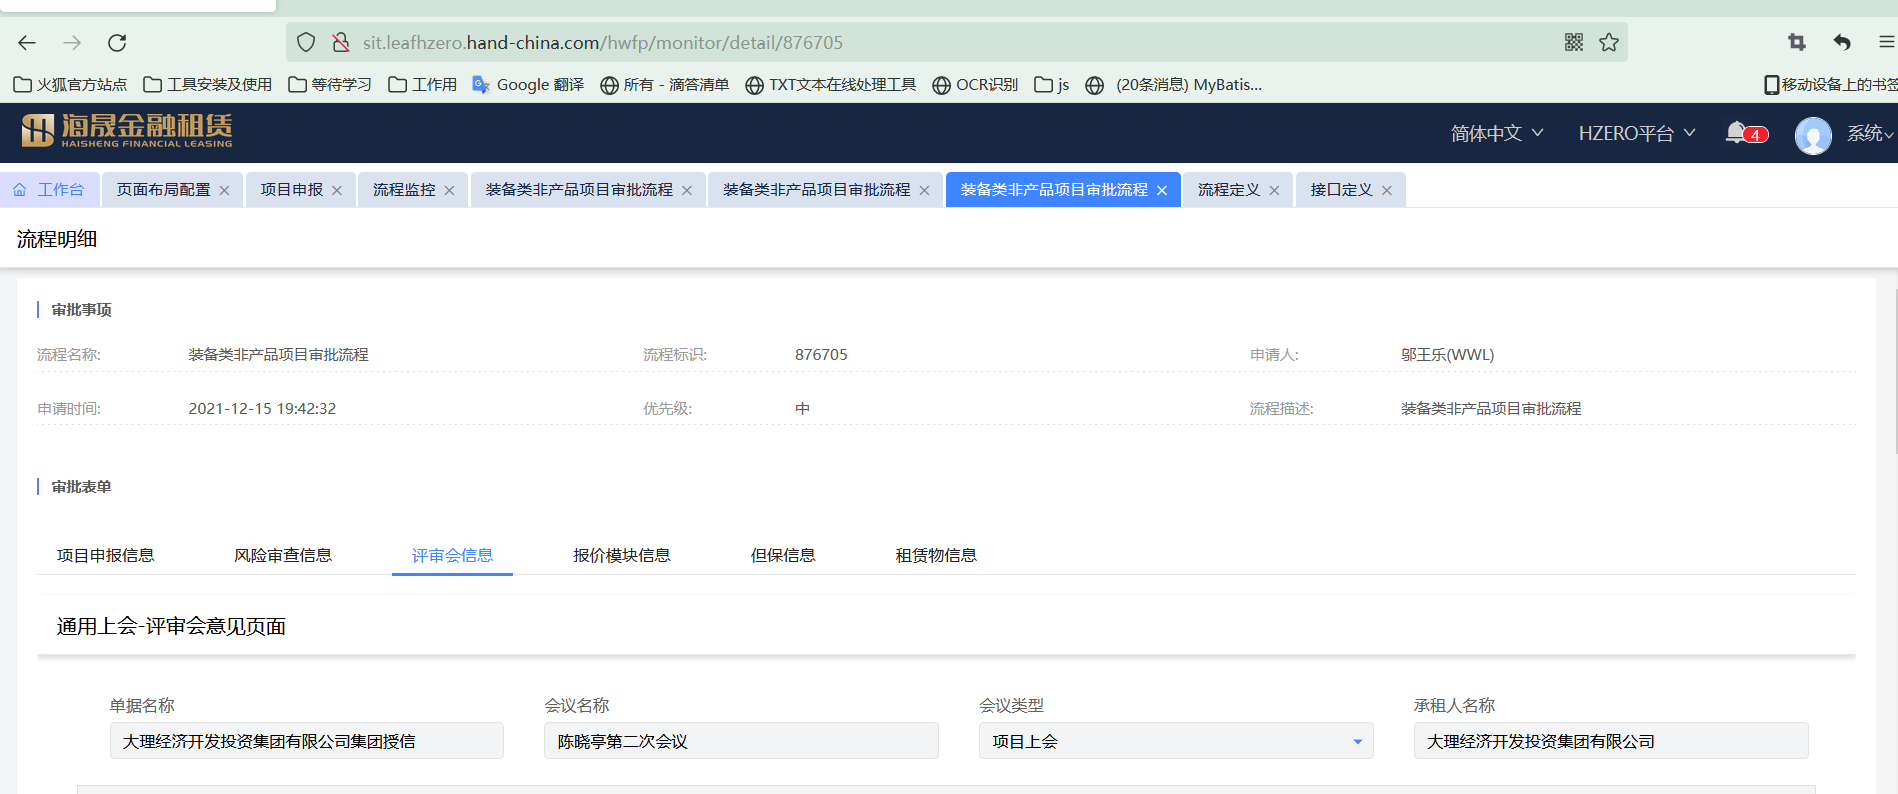 sit.leafhzero.hand-china.com/hwfp/monitor/detail/876705
火狐官方站点 工具安装及使用 等待学习 工作用 Google 翻译 所有 - 滴答清单 TXT文本在线处理工具 OCR识别 js (20条消息) MyBatis... 移动设备上的书签
海晟金融租赁
HAISHENG FINANCIAL LEASING
简体中文 HZERO平台 4 系统
工作台 页面布局配置 项目申报 流程监控 装备类非产品项目审批流程 装备类非产品项目审批流程 装备类非产品项目审批流程 流程定义 接口定义
流程明细
审批事项
流程名称: 装备类非产品项目审批流程 流程标识: 876705 申请人: 邬王乐(WWL)
申请时间: 2021-12-15 19:42:32 优先级: 中 流程描述: 装备类非产品项目审批流程
审批表单
项目申报信息 风险审查信息 评审会信息 报价模块信息 但保信息 租赁物信息
通用上会-评审会意见页面
单据名称 会议名称 会议类型 承租人名称
大理经济开发投资集团有限公司集团授信 陈晓亭第二次会议 项目上会 大理经济开发投资集团有限公司